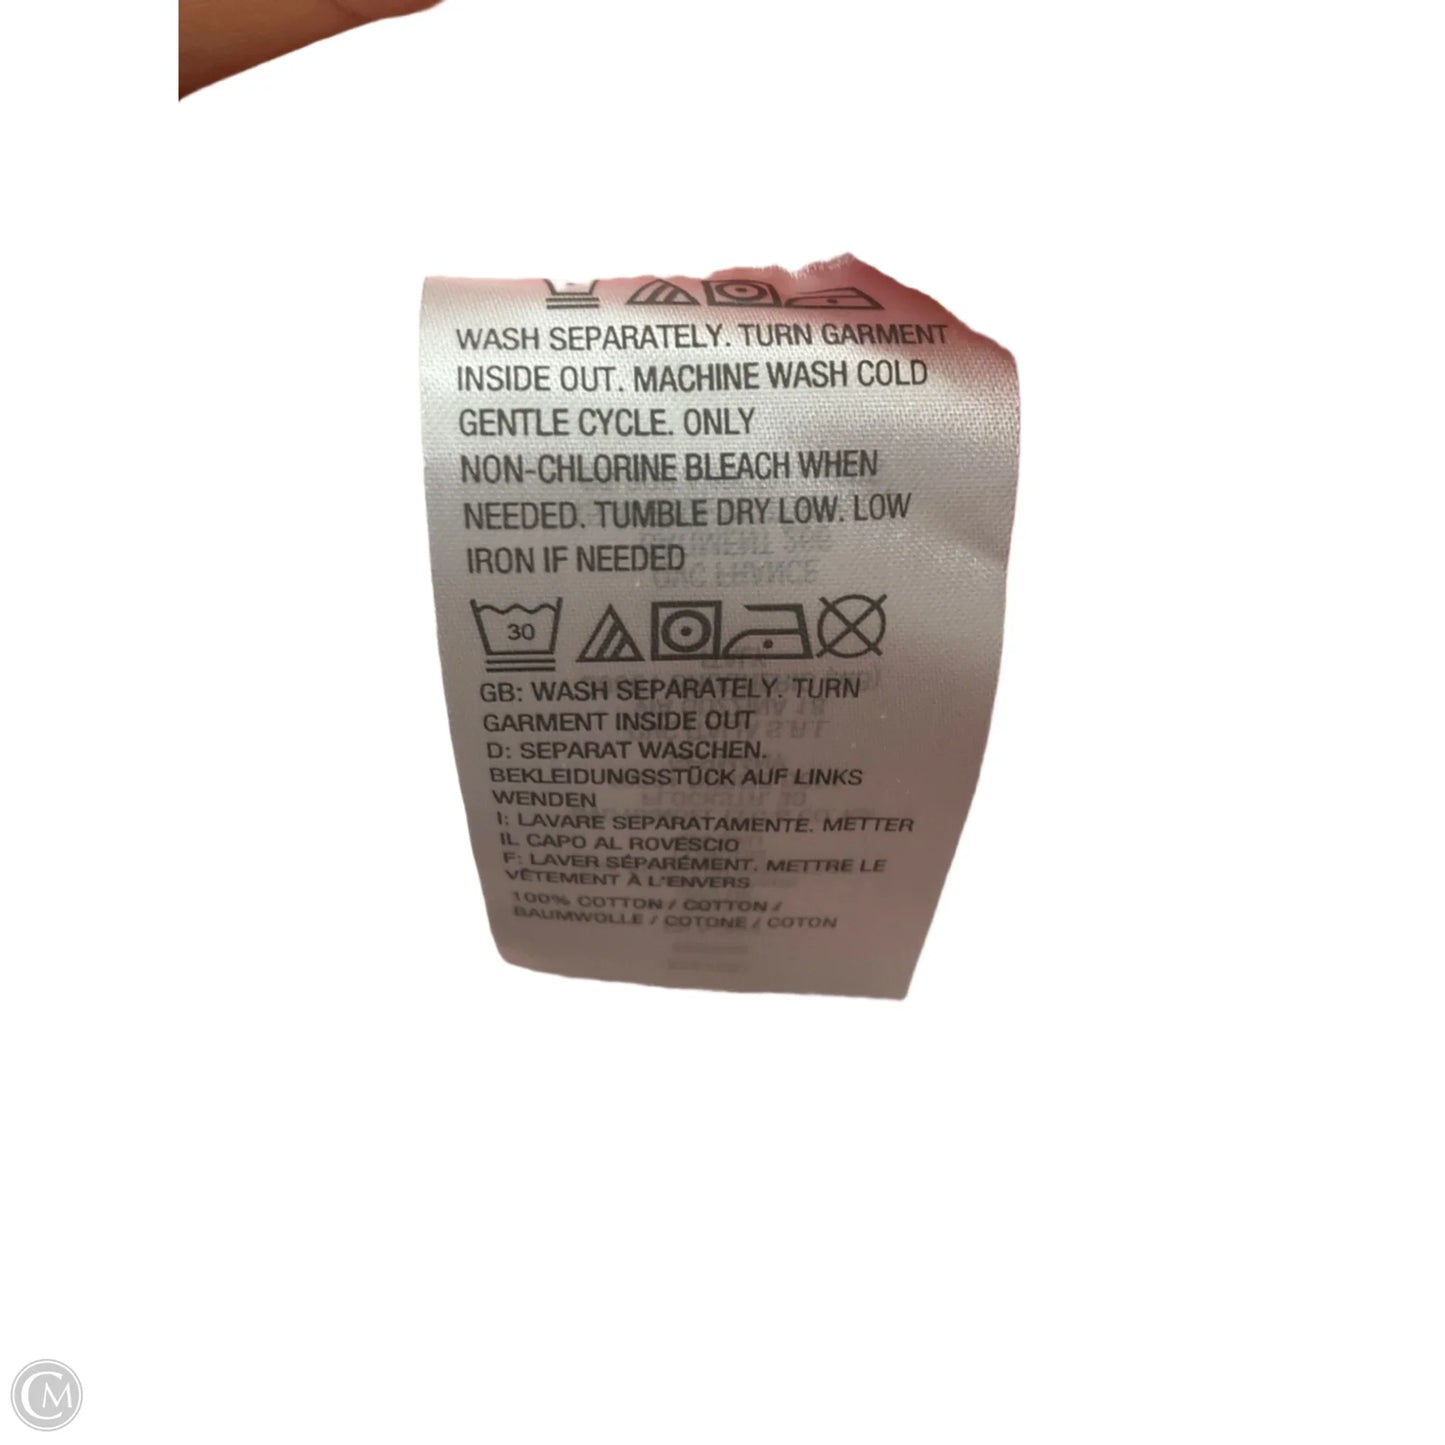 WASH SEPARATELY. TURN GARMENT
INSIDE OUT. MACHINE WASH COLD
GENTLE CYCLE. ONLY
NON-CHLORINE BLEACH WHEN
NEEDED. TUMBLE DRY LOW. LOW
IRON IF NEEDED
30
GB: WASH SEPARATELY. TURN
GARMENT INSIDE OUT
D: SEPARAT WASCHEN.
BEKLEIDUNGSSTÜCK AUF LINKS
WENDEN
I: LAVARE SEPARATAMENTE. METTER
IL CAPO AL ROVESCIO
F: LAVER SÉPARÉMENT. METTRE LE
VÊTEMENT À L'ENVERS
100% COTTON / COTTON /
BAUMWOLLE / COTONE / COTON
CM